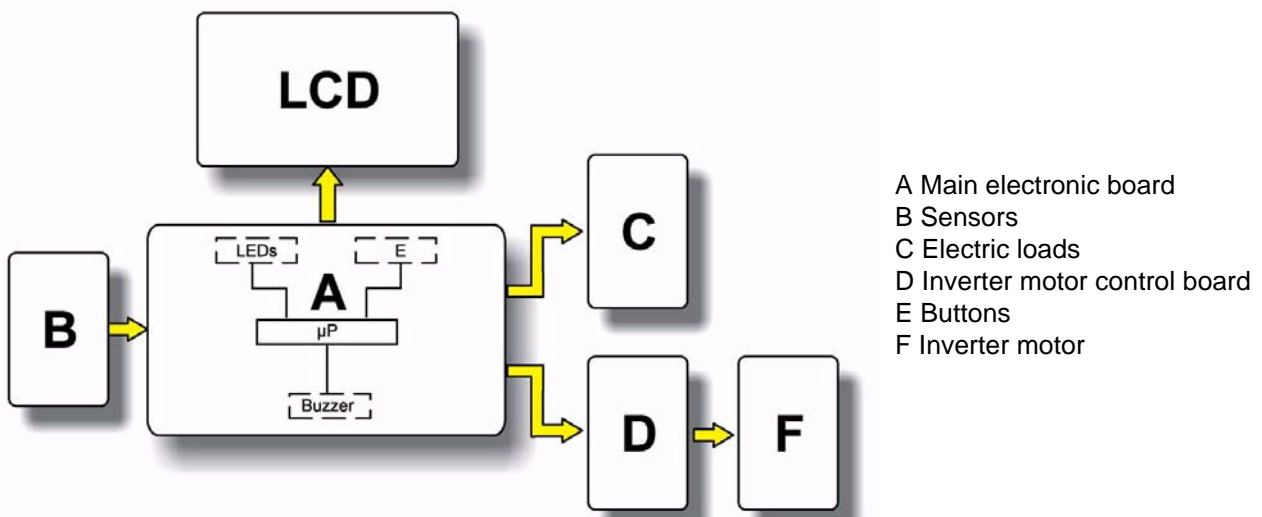 LCD
LEDs
E
A
µP
Buzzer
B
C
D
F
A Main electronic board
B Sensors
C Electric loads
D Inverter motor control board
E Buttons
F Inverter motor